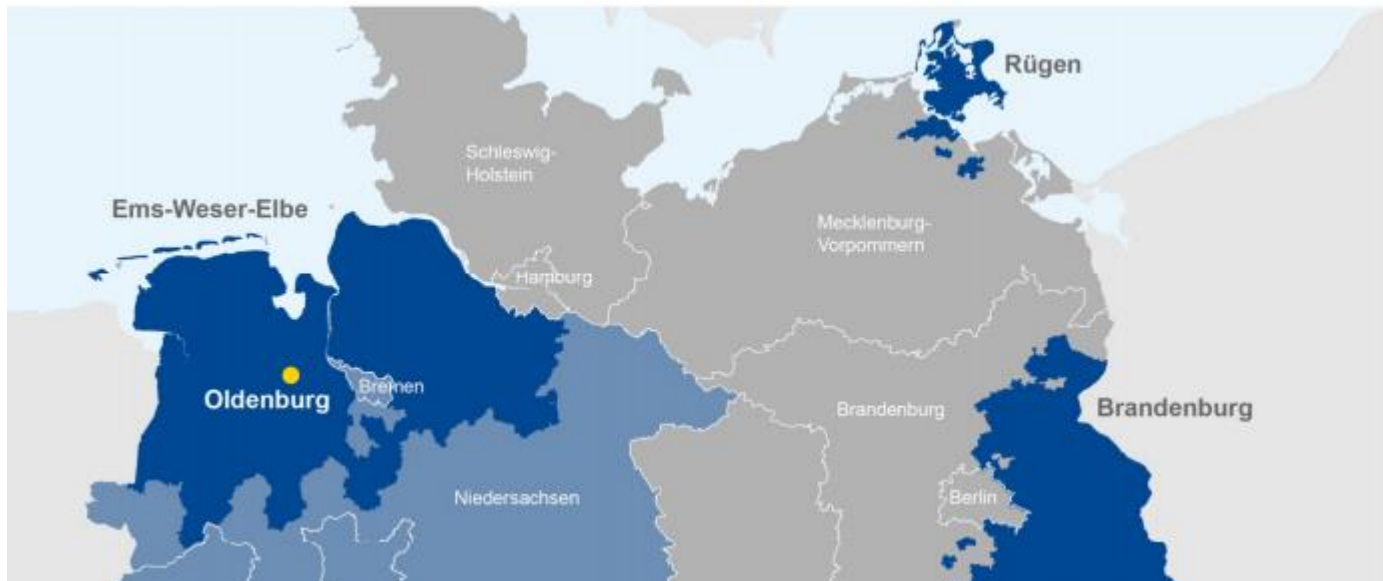 Rügen
Schleswig-
Holstein
Ems-Weser-Elbe
Mecklenburg-
Vorpommern
Hamburg
Bremen
Oldenburg
Brandenburg
Brandenburg
Niedersachsen
Berlin